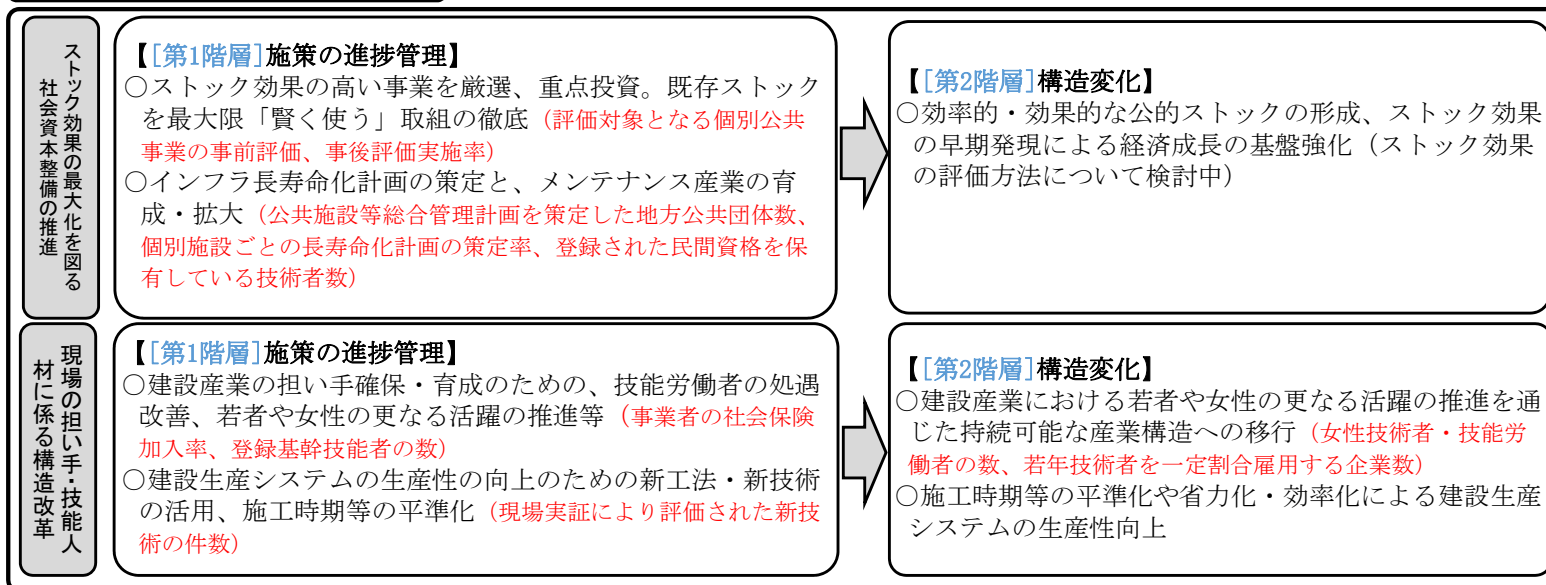 ストック効果の最大化を図る
社会資本整備の推進
【[第1階層]施策の進捗管理】
○ストック効果の高い事業を厳選、重点投資。既存ストック
を最大限「賢く使う」取組の徹底（評価対象となる個別公共
事業の事前評価、事後評価実施率）
○インフラ長寿命化計画の策定と、メンテナンス産業の育
成・拡大（公共施設等総合管理計画を策定した地方公共団体数、
個別施設ごとの長寿命化計画の策定率、登録された民間資格を保
有している技術者数）
【[第2階層]構造変化】
○効率的・効果的な公的ストックの形成、ストック効果
の早期発現による経済成長の基盤強化（ストック効果
の評価方法について検討中）
現場の担い手・技能人
材に係る構造改革
【[第1階層]施策の進捗管理】
○建設産業の担い手確保・育成のための、技能労働者の処遇
改善、若者や女性の更なる活躍の推進等（事業者の社会保険
加入率、登録基幹技能者の数）
○建設生産システムの生産性の向上のための新工法・新技術
の活用、施工時期等の平準化（現場実証により評価された新技
術の件数）
【[第2階層]構造変化】
○建設産業における若者や女性の更なる活躍の推進を通
じた持続可能な産業構造への移行（女性技術者・技能労
働者の数、若年技術者を一定割合雇用する企業数）
○施工時期等の平準化や省力化・効率化による建設生産
システムの生産性向上